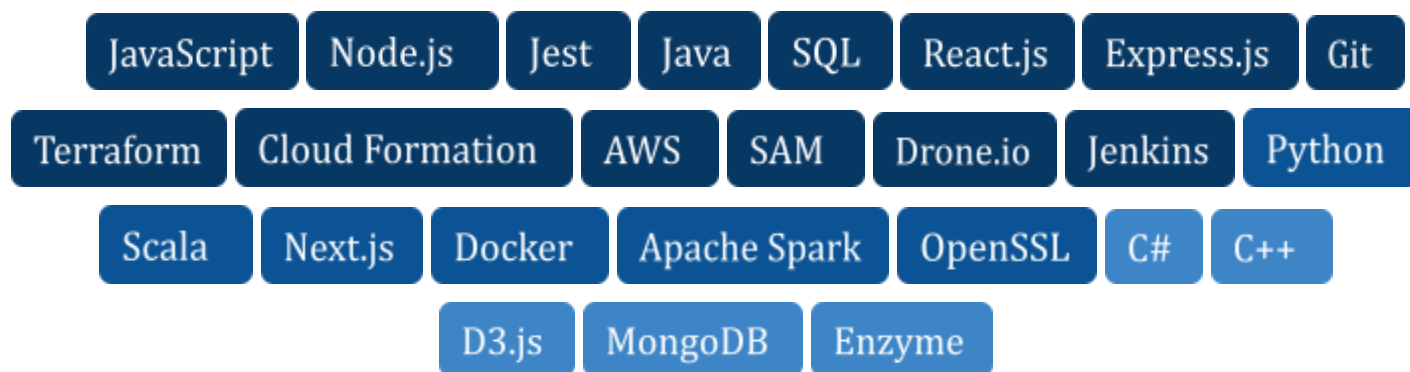 JavaScript Node.js Jest Java SQL React.js Express.js Git
Terraform Cloud Formation AWS SAM Drone.io Jenkins Python
Scala Next.js Docker Apache Spark OpenSSL C# C++
D3.js MongoDB Enzyme